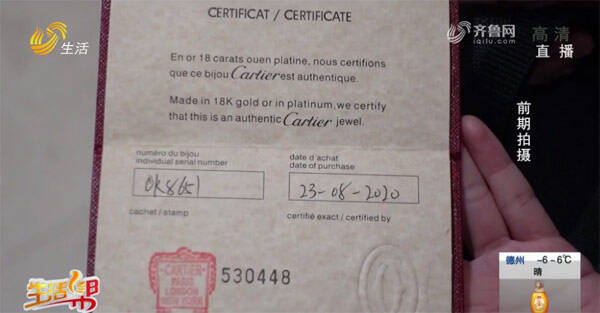 生活
CERTIFICAT / CERTIFICATE
齐鲁网
iqilu.com
高清
直播
En or 18 carats ouen platine, nous certifions
que ce bijou Cartier est authentique.
Made in 18K gold or in platinum, we certify
that this is an authentic Cartier jewel.
前期拍摄
numéro du bijou
individual serial number
date d'achat
date of purchase
OK8651
23-08-2020
cachet / stamp
certifié exact / certified by
CARTIER
PARIS
LONDON
NEW YORK
530448
生活帮
德州 -6~6℃
晴